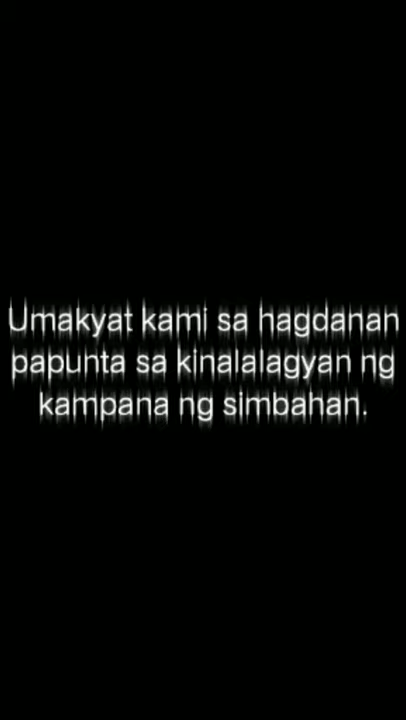 Umakyat kami sa hagdanan
papunta sa kinalalagyan ng
kampana ng simbahan.